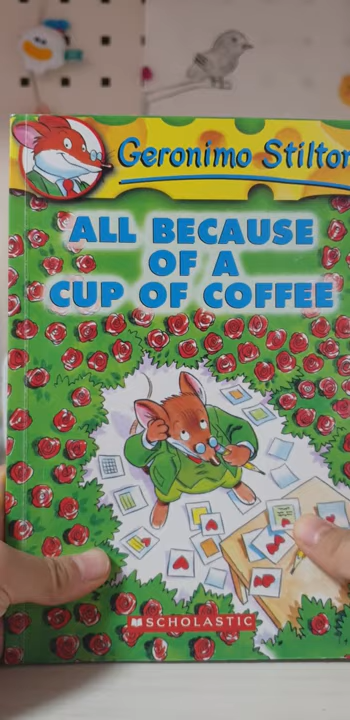 Geronimo Stilton
ALL BECAUSE
OF A
CUP OF COFFEE
SCHOLASTIC